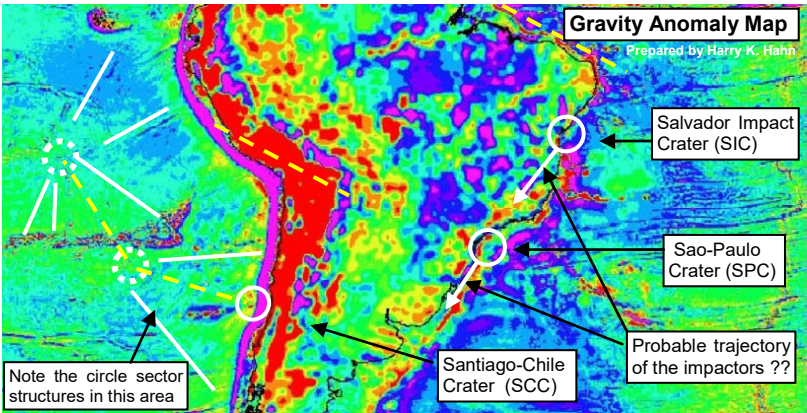 Gravity Anomaly Map
Prepared by Harry K. Hahn
Salvador Impact
Crater (SIC)
Sao-Paulo
Crater (SPC)
Probable trajectory
of the impactors ??
Santiago-Chile
Crater (SCC)
Note the circle sector
structures in this area